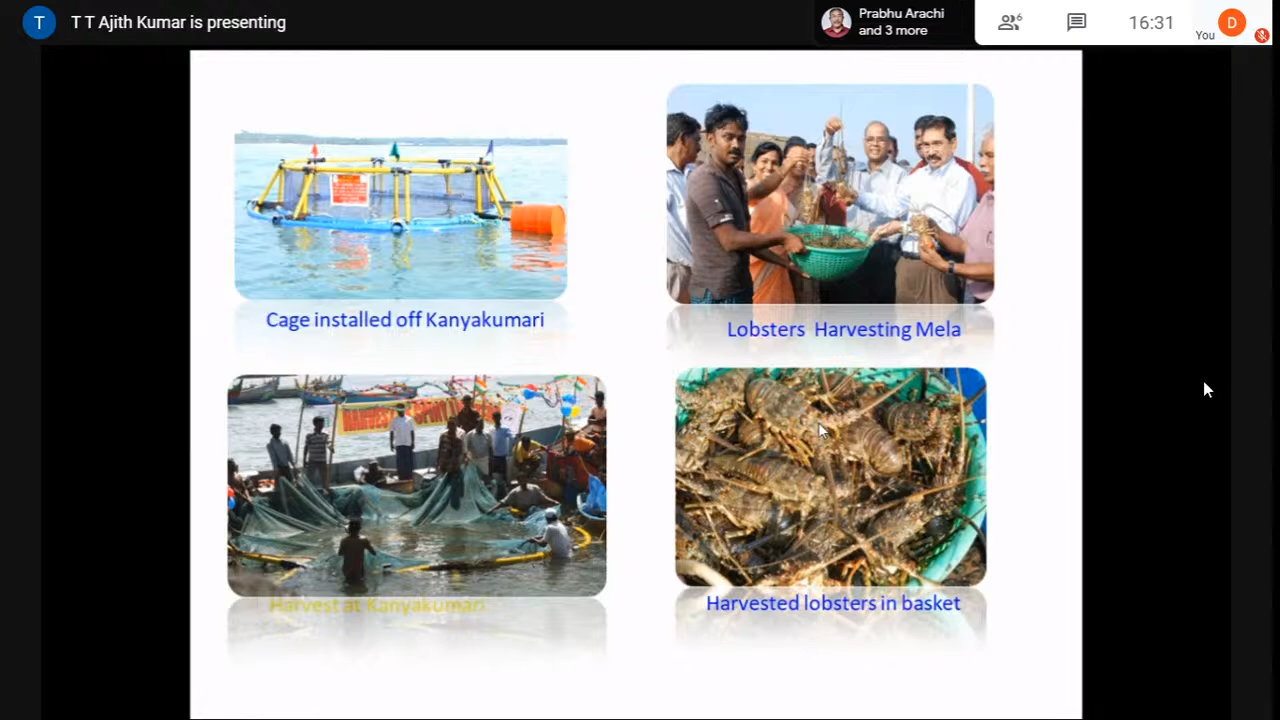 T
T T Ajith Kumar is presenting
Prabhu Arachi
and 3 more
6
16:31
You
D
Cage installed off Kanyakumari
Lobsters Harvesting Mela
HARVEST
Harvest at Kanyakumari
Harvested lobsters in basket